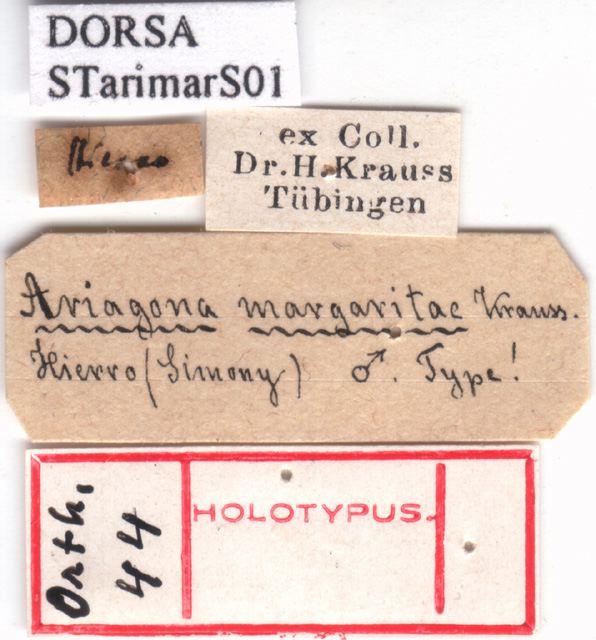 DORSA
STarimarS01
Hierro
ex Coll.
Dr. H. Krauss
Tübingen
Ariagona margaritae Krauss.
Hierro (Simony) ♂. Type!
Orth.
44
HOLOTYPUS.